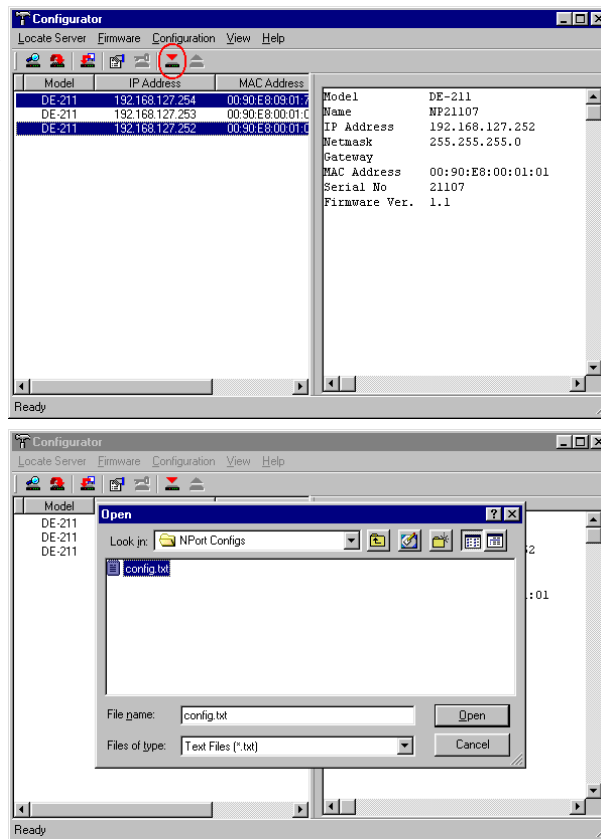 Configurator
Locate Server Firmware Configuration View Help
Model IP Address MAC Address
DE-211 192.168.127.254 00:90:E8:09:01:7
DE-211 192.168.127.253 00:90:E8:00:01:0
DE-211 192.168.127.252 00:90:E8:00:01:0
Model DE-211
Name NP21107
IP Address 192.168.127.252
Netmask 255.255.255.0
Gateway
MAC Address 00:90:E8:00:01:01
Serial No 21107
Firmware Ver. 1.1
Ready
Configurator
Locate Server Firmware Configuration View Help
Model
DE-211
DE-211
DE-211
Open
Look in: NPort Configs
config.txt
File name: config.txt Open
Files of type: Text Files (*.txt) Cancel
52
:01
Ready